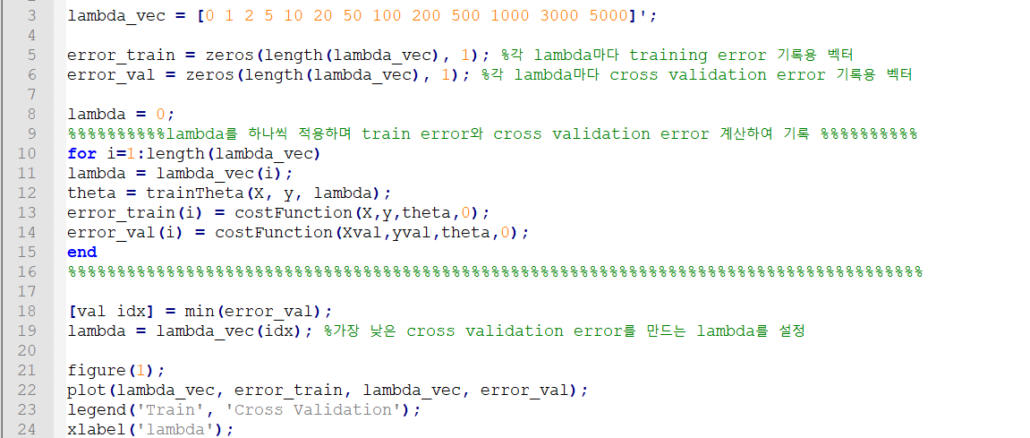 3 lambda_vec = [0 1 2 5 10 20 50 100 200 500 1000 3000 5000]';
4
5 error_train = zeros(length(lambda_vec), 1); %각 lambda마다 training error 기록용 벡터
6 error_val = zeros(length(lambda_vec), 1); %각 lambda마다 cross validation error 기록용 벡터
7
8 lambda = 0;
9 %%%%%%%%%%lambda를 하나씩 적용하며 train error와 cross validation error 계산하여 기록 %%%%%%%%%%
10 for i=1:length(lambda_vec)
11 lambda = lambda_vec(i);
12 theta = trainTheta(X, y, lambda);
13 error_train(i) = costFunction(X,y,theta,0);
14 error_val(i) = costFunction(Xval,yval,theta,0);
15 end
16 %%%%%%%%%%%%%%%%%%%%%%%%%%%%%%%%%%%%%%%%%%%%%%%%%%%%%%%%%%%%%%%%%%%%%%%%%%%%%%%%%%%%%%%%%
17
18 [val idx] = min(error_val);
19 lambda = lambda_vec(idx); %가장 낮은 cross validation error를 만드는 lambda를 설정
20
21 figure(1);
22 plot(lambda_vec, error_train, lambda_vec, error_val);
23 legend('Train', 'Cross Validation');
24 xlabel('lambda');